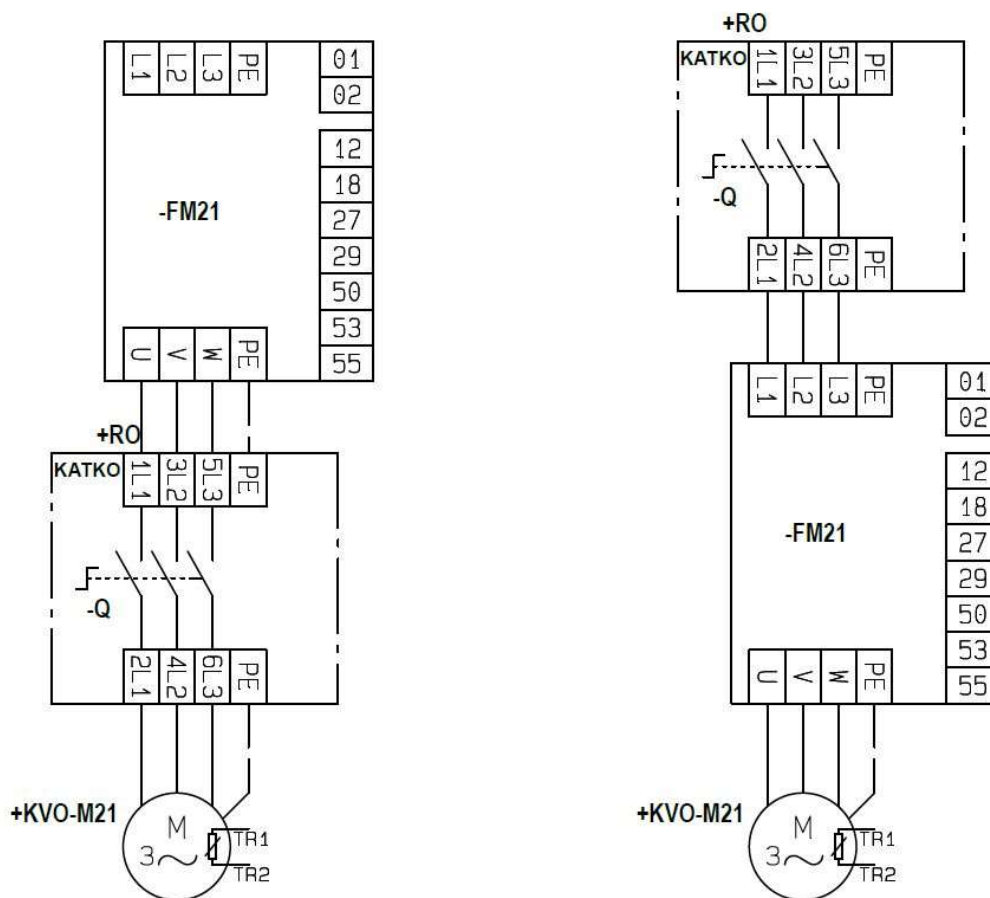 L1 L2 L3 PE
01
02
12
18
-FM21
27
29
50
53
55
U V W PE
+RO
KATKO 1L1 3L2 5L3 PE
-Q
2L1 4L2 6L3 PE
+KVO-M21
M
3
TR1
TR2
+RO
KATKO 1L1 3L2 5L3 PE
-Q
2L1 4L2 6L3 PE
L1 L2 L3 PE
01
02
12
18
-FM21
27
29
50
53
55
U V W PE
+KVO-M21
M
3
TR1
TR2